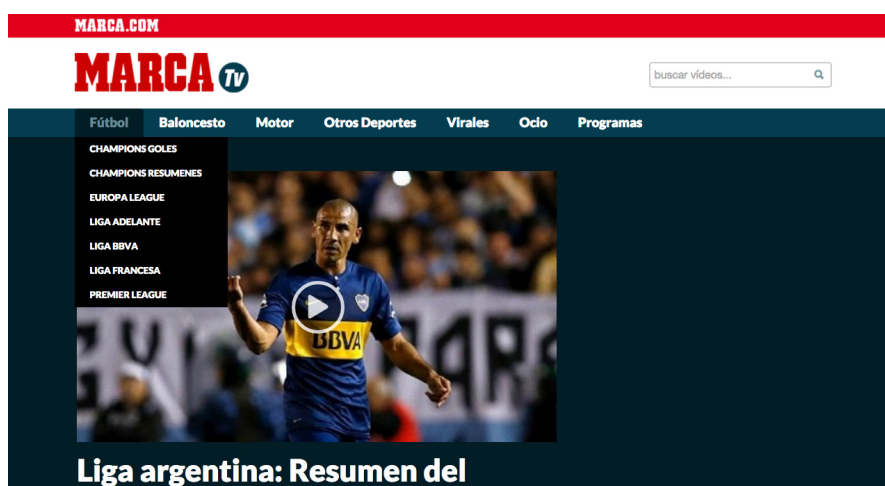 MARCA.COM
MARCA TV
buscar vídeos...
Fútbol Baloncesto Motor Otros Deportes Virales Ocio Programas
CHAMPIONS GOLES
CHAMPIONS RESUMENES
EUROPA LEAGUE
LIGA ADELANTE
LIGA BBVA
LIGA FRANCESA
PREMIER LEAGUE
BBVA
Liga argentina: Resumen del